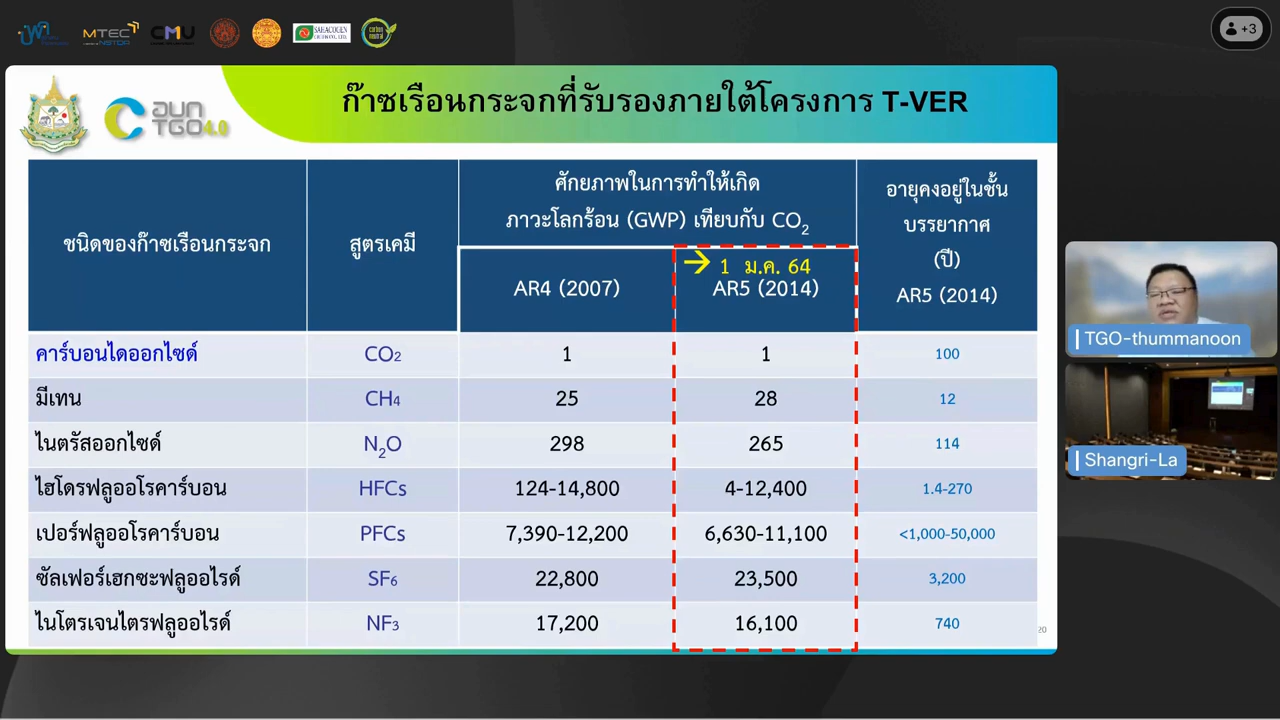 MTEC
CMU
SAHACOGEN
+3
อบก
TGO 4.0
ก๊าซเรือนกระจกที่รับรองภายใต้โครงการ T-VER
ชนิดของก๊าซเรือนกระจก
สูตรเคมี
ศักยภาพในการทำให้เกิด
ภาวะโลกร้อน (GWP) เทียบกับ CO2
อายุคงอยู่ในชั้น
บรรยากาศ
(ปี)
AR5 (2014)
AR4 (2007)
→ 1 ม.ค. 64
AR5 (2014)
คาร์บอนไดออกไซด์ CO2 1 1 100
มีเทน CH4 25 28 12
ไนตรัสออกไซด์ N2O 298 265 114
ไฮโดรฟลูออโรคาร์บอน HFCs 124-14,800 4-12,400 1.4-270
เปอร์ฟลูออโรคาร์บอน PFCs 7,390-12,200 6,630-11,100 <1,000-50,000
ซัลเฟอร์เฮกซะฟลูออไรด์ SF6 22,800 23,500 3,200
ไนโตรเจนไตรฟลูออไรด์ NF3 17,200 16,100 740
20
TGO-thummanoon
Shangri-La